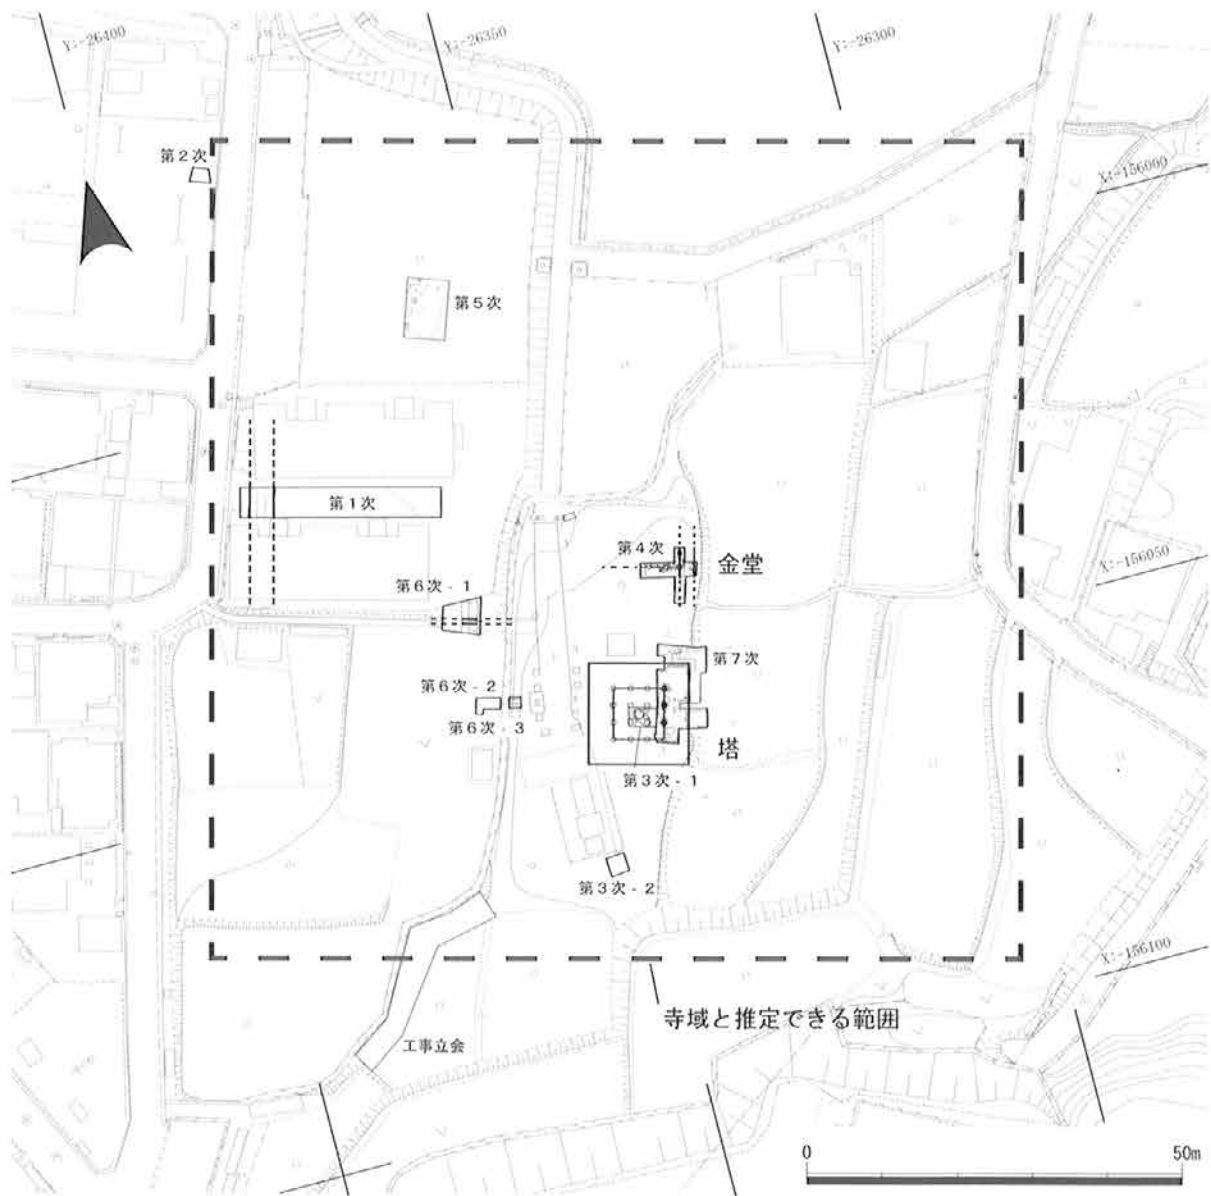 Y:-26400
Y:-26350
Y:-26300
第2次
X:-156000
第5次
第1次
第4次
金堂
X:-156050
第6次-1
第7次
第6次-2
第6次-3
塔
第3次-1
第3次-2
X:-156100
寺域と推定できる範囲
工事立会
0
50m